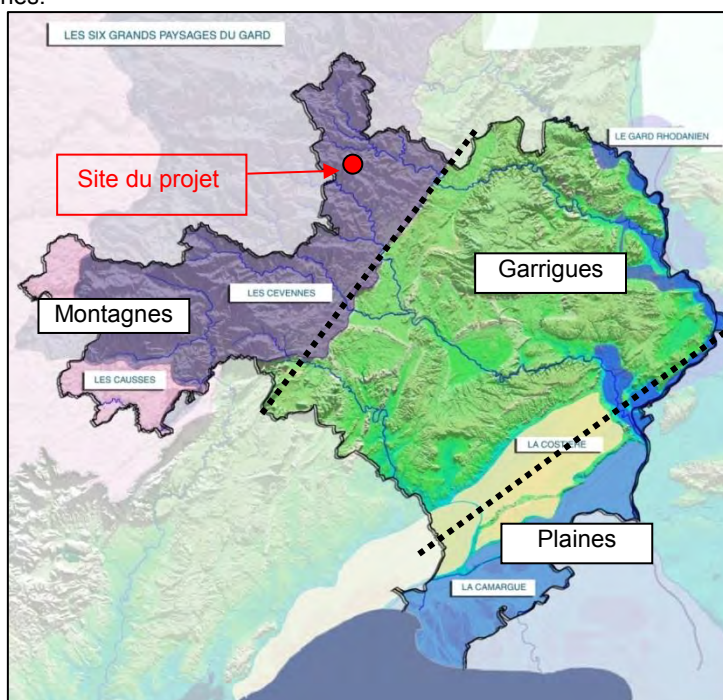 nes.
LES SIX GRANDS PAYSAGES DU GARD
LE GARD RHODANIEN
Site du projet
Garrigues
LES CEVENNES
Montagnes
LES CAUSSES
LA COSTIERE
Plaines
LA CAMARGUE